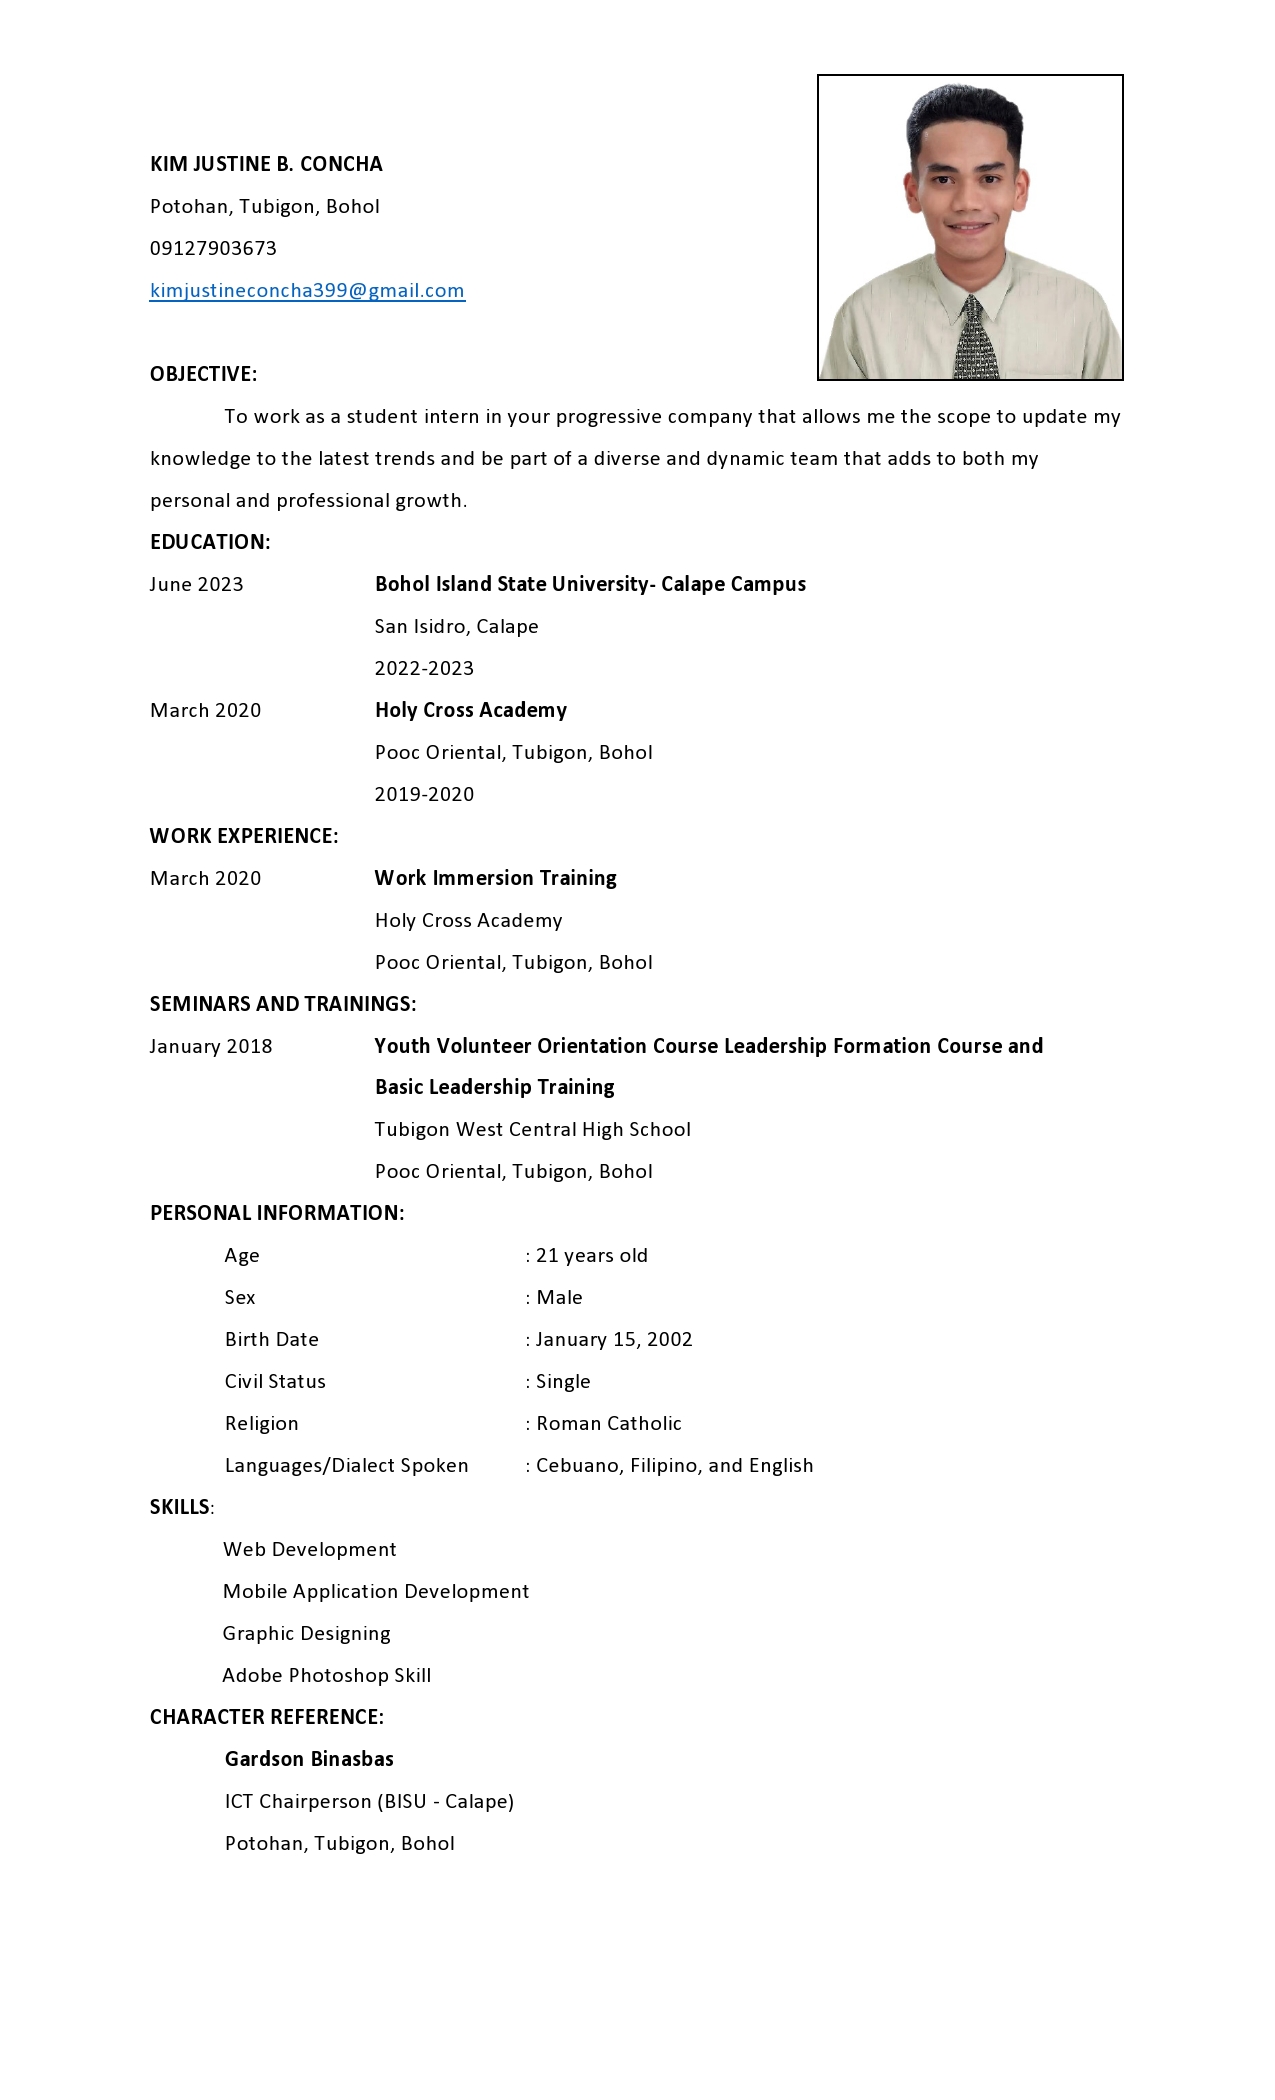 KIM JUSTINE B. CONCHA
Potohan, Tubigon, Bohol
09127903673
kimjustineconcha399@gmail.com
OBJECTIVE:
To work as a student intern in your progressive company that allows me the scope to update my
knowledge to the latest trends and be part of a diverse and dynamic team that adds to both my
personal and professional growth.
EDUCATION:
June 2023 Bohol Island State University- Calape Campus
San Isidro, Calape
2022-2023
March 2020 Holy Cross Academy
Pooc Oriental, Tubigon, Bohol
2019-2020
WORK EXPERIENCE:
March 2020 Work Immersion Training
Holy Cross Academy
Pooc Oriental, Tubigon, Bohol
SEMINARS AND TRAININGS:
January 2018 Youth Volunteer Orientation Course Leadership Formation Course and
Basic Leadership Training
Tubigon West Central High School
Pooc Oriental, Tubigon, Bohol
PERSONAL INFORMATION:
Age : 21 years old
Sex : Male
Birth Date : January 15, 2002
Civil Status : Single
Religion : Roman Catholic
Languages/Dialect Spoken : Cebuano, Filipino, and English
SKILLS:
Web Development
Mobile Application Development
Graphic Designing
Adobe Photoshop Skill
CHARACTER REFERENCE:
Gardson Binasbas
ICT Chairperson (BISU - Calape)
Potohan, Tubigon, Bohol